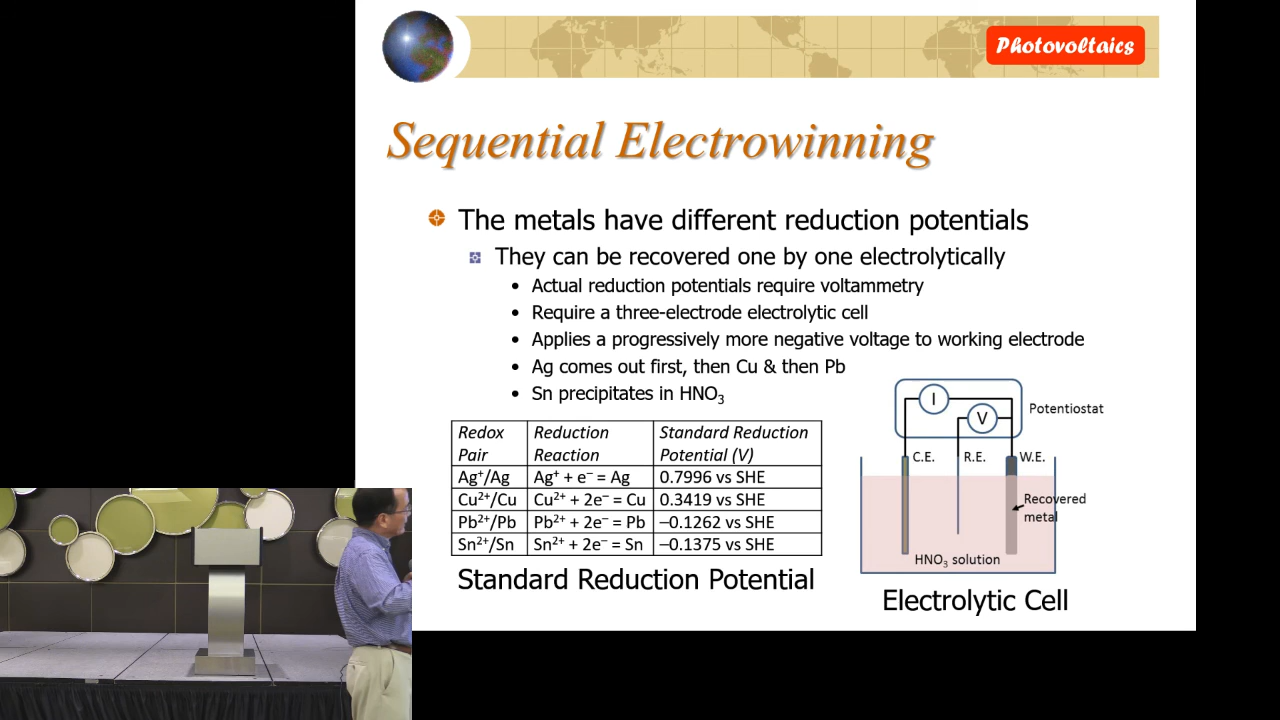 Photovoltaics
Sequential Electrowinning
The metals have different reduction potentials
They can be recovered one by one electrolytically
• Actual reduction potentials require voltammetry
• Require a three-electrode electrolytic cell
• Applies a progressively more negative voltage to working electrode
• Ag comes out first, then Cu & then Pb
• Sn precipitates in HNO₃
Redox Pair | Reduction Reaction | Standard Reduction Potential (V)
Ag⁺/Ag | Ag⁺ + e⁻ = Ag | 0.7996 vs SHE
Cu²⁺/Cu | Cu²⁺ + 2e⁻ = Cu | 0.3419 vs SHE
Pb²⁺/Pb | Pb²⁺ + 2e⁻ = Pb | –0.1262 vs SHE
Sn²⁺/Sn | Sn²⁺ + 2e⁻ = Sn | –0.1375 vs SHE
Standard Reduction Potential
I
V
Potentiostat
C.E.
R.E.
W.E.
Recovered
metal
HNO₃ solution
Electrolytic Cell